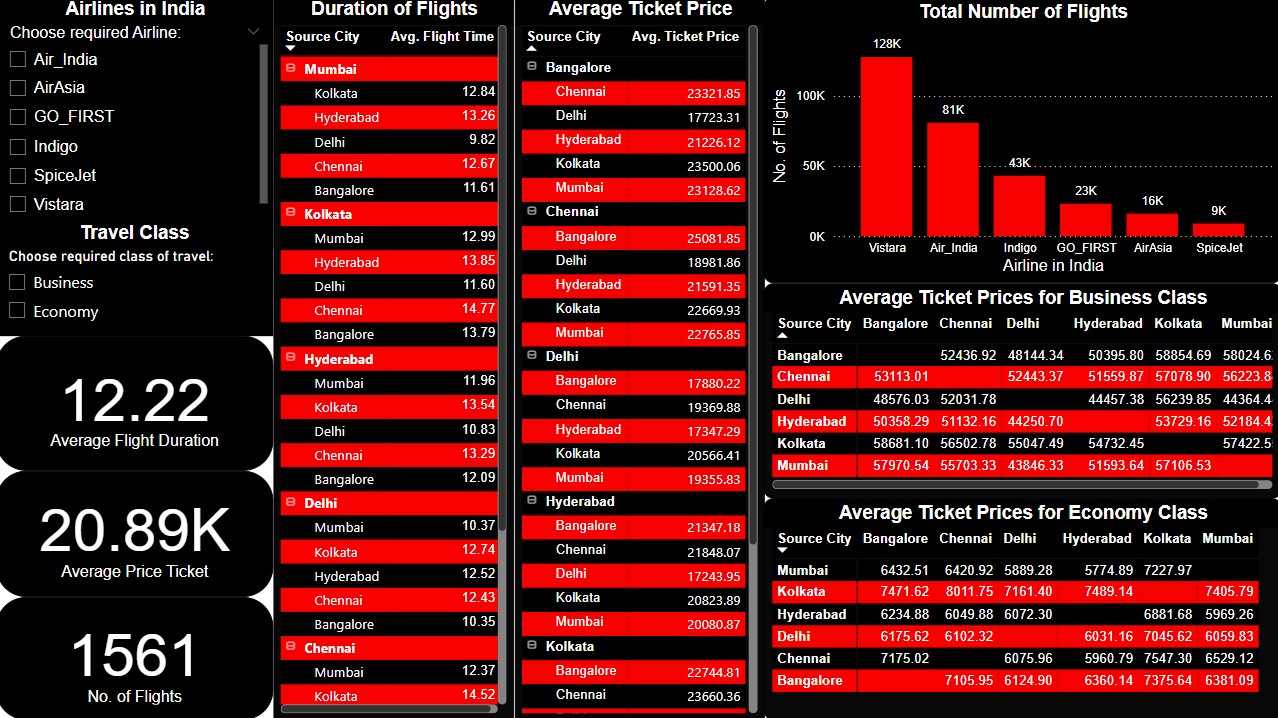 Airlines in India
Choose required Airline:
Air_India
AirAsia
GO_FIRST
Indigo
SpiceJet
Vistara
Travel Class
Choose required class of travel:
Business
Economy
12.22
Average Flight Duration
20.89K
Average Price Ticket
1561
No. of Flights
Duration of Flights
Source City Avg. Flight Time
Mumbai
Kolkata 12.84
Hyderabad 13.26
Delhi 9.82
Chennai 12.67
Bangalore 11.61
Kolkata
Mumbai 12.99
Hyderabad 13.85
Delhi 11.60
Chennai 14.77
Bangalore 13.79
Hyderabad
Mumbai 11.96
Kolkata 13.54
Delhi 10.83
Chennai 13.29
Bangalore 12.09
Delhi
Mumbai 10.37
Kolkata 12.74
Hyderabad 12.52
Chennai 12.43
Bangalore 10.35
Chennai
Mumbai 12.37
Kolkata 14.52
Average Ticket Price
Source City Avg. Ticket Price
Bangalore
Chennai 23321.85
Delhi 17723.31
Hyderabad 21226.12
Kolkata 23500.06
Mumbai 23128.62
Chennai
Bangalore 25081.85
Delhi 18981.86
Hyderabad 21591.35
Kolkata 22669.93
Mumbai 22765.85
Delhi
Bangalore 17880.22
Chennai 19369.88
Hyderabad 17347.29
Kolkata 20566.41
Mumbai 19355.83
Hyderabad
Bangalore 21347.18
Chennai 21848.07
Delhi 17243.95
Kolkata 20823.89
Mumbai 20080.87
Kolkata
Bangalore 22744.81
Chennai 23660.36
Total Number of Flights
No. of Flights
100K
50K
0K
128K
81K
43K
23K
16K
9K
Vistara Air_India Indigo GO_FIRST AirAsia SpiceJet
Airline in India
Average Ticket Prices for Business Class
Source City Bangalore Chennai Delhi Hyderabad Kolkata Mumbai
Bangalore 52436.92 48144.34 50395.80 58854.69 58024.6
Chennai 53113.01 52443.37 51559.87 57078.90 56223.8
Delhi 48576.03 52031.78 44457.38 56239.85 44364.4
Hyderabad 50358.29 51132.16 44250.70 53729.16 52184.4
Kolkata 58681.10 56502.78 55047.49 54732.45 57422.5
Mumbai 57970.54 55703.33 43846.33 51593.64 57106.53
Average Ticket Prices for Economy Class
Source City Bangalore Chennai Delhi Hyderabad Kolkata Mumbai
Mumbai 6432.51 6420.92 5889.28 5774.89 7227.97
Kolkata 7471.62 8011.75 7161.40 7489.14 7405.79
Hyderabad 6234.88 6049.88 6072.30 6881.68 5969.26
Delhi 6175.62 6102.32 6031.16 7045.62 6059.83
Chennai 7175.02 6075.96 5960.79 7547.30 6529.12
Bangalore 7105.95 6124.90 6360.14 7375.64 6381.09